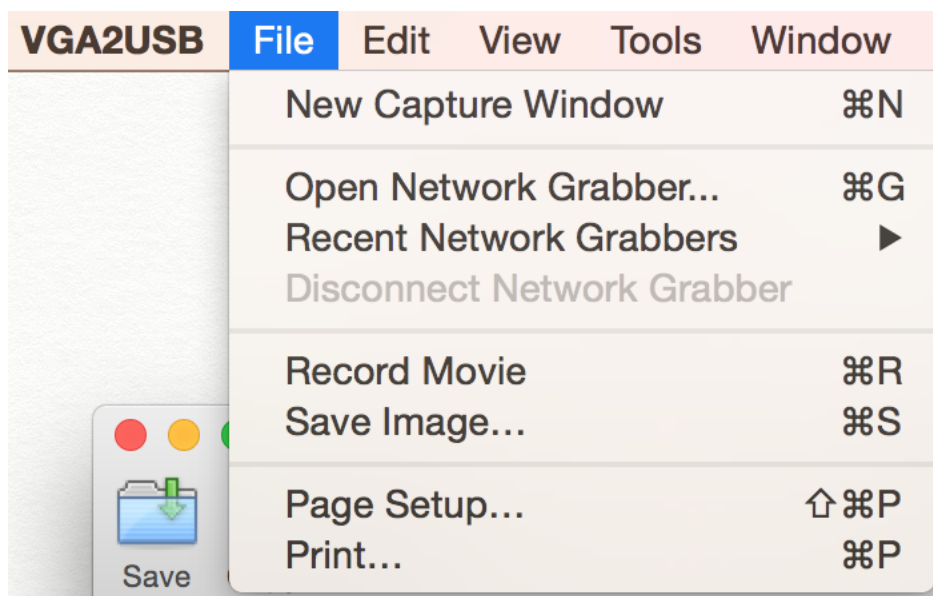 VGA2USB File Edit View Tools Window
New Capture Window ⌘N
Open Network Grabber... ⌘G
Recent Network Grabbers ▶
Disconnect Network Grabber
Record Movie ⌘R
Save Image... ⌘S
Page Setup... ⇧⌘P
Print... ⌘P
Save